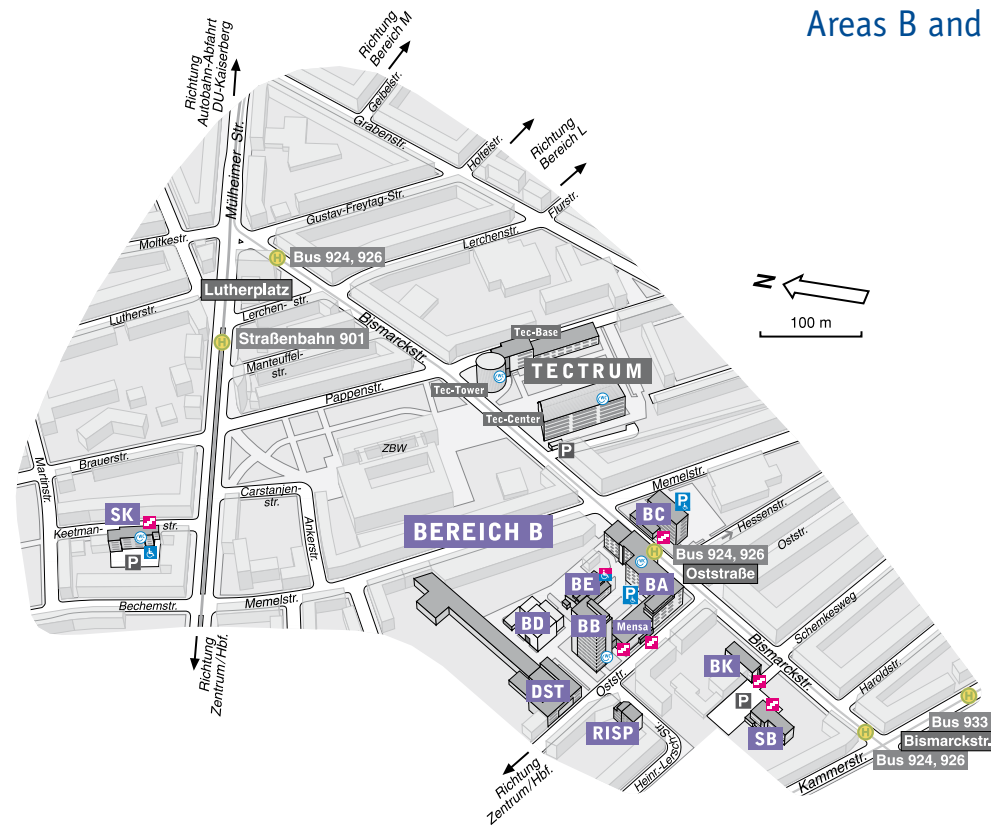 Areas B and
Richtung
Autobahn-Abfahrt
DU-Kaiserberg
Richtung
Bereich M
Geibelstr.
Grabenstr.
Holteistr.
Richtung
Bereich L
Flurstr.
Mülheimer Str.
Gustav-Freytag-Str.
Moltkestr.
Lerchenstr.
H
Bus 924, 926
N
Lutherplatz
Lerchen-
str.
Lutherstr.
100 m
Bismarckstr.
H
Straßenbahn 901
Tec-Base
Manteuffel-
str.
TECTRUM
Pappenstr.
Tec-Tower
Tec-Center
ZBW
P
Brauerstr.
Martinstr.
Memelstr.
Carstanjen-
str.
P
SK
BC
Hessenstr.
Keetman-
str.
Ankerstr.
BEREICH B
Oststr.
H
Bus 924, 926
Oststraße
P
BE
BA
P
Bechemstr.
Memelstr.
Schemkesweg
BD
BB
Mensa
Bismarckstr.
Richtung
Zentrum/Hbf.
BK
Haroldstr.
DST
Oststr.
P
H
RISP
SB
Heinr.-Lersch-Str.
H
Bus 933
Bismarckstr.
Bus 924, 926
Kammerstr.
Richtung
Zentrum/Hbf.